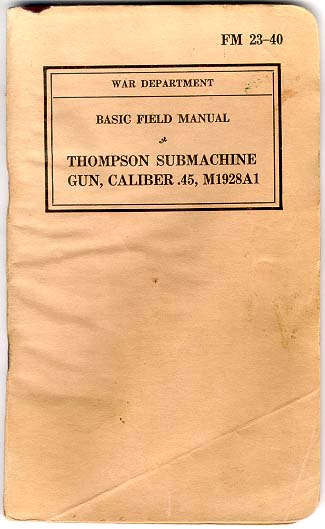 FM 23–40
WAR DEPARTMENT
BASIC FIELD MANUAL
THOMPSON SUBMACHINE
GUN, CALIBER .45, M1928A1